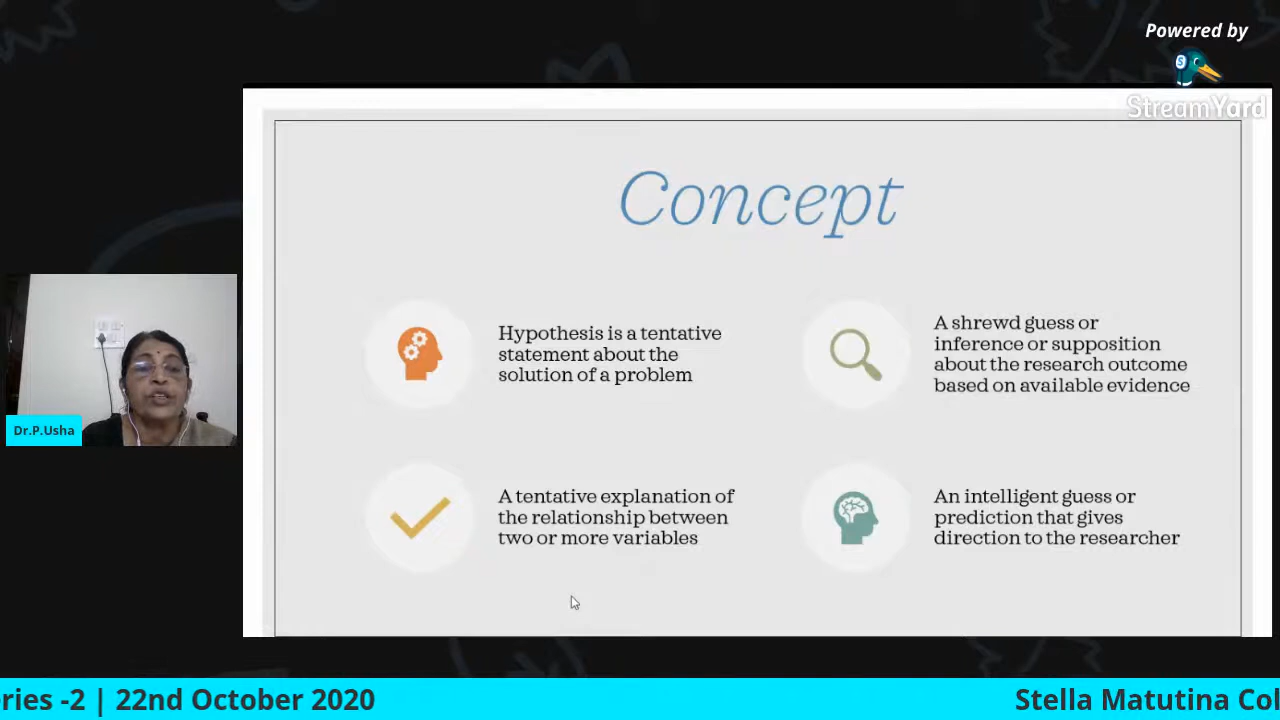 Powered by
StreamYard
Concept
Hypothesis is a tentative
statement about the
solution of a problem
A shrewd guess or
inference or supposition
about the research outcome
based on available evidence
A tentative explanation of
the relationship between
two or more variables
An intelligent guess or
prediction that gives
direction to the researcher
Dr.P.Usha
ries -2 | 22nd October 2020
Stella Matutina Col